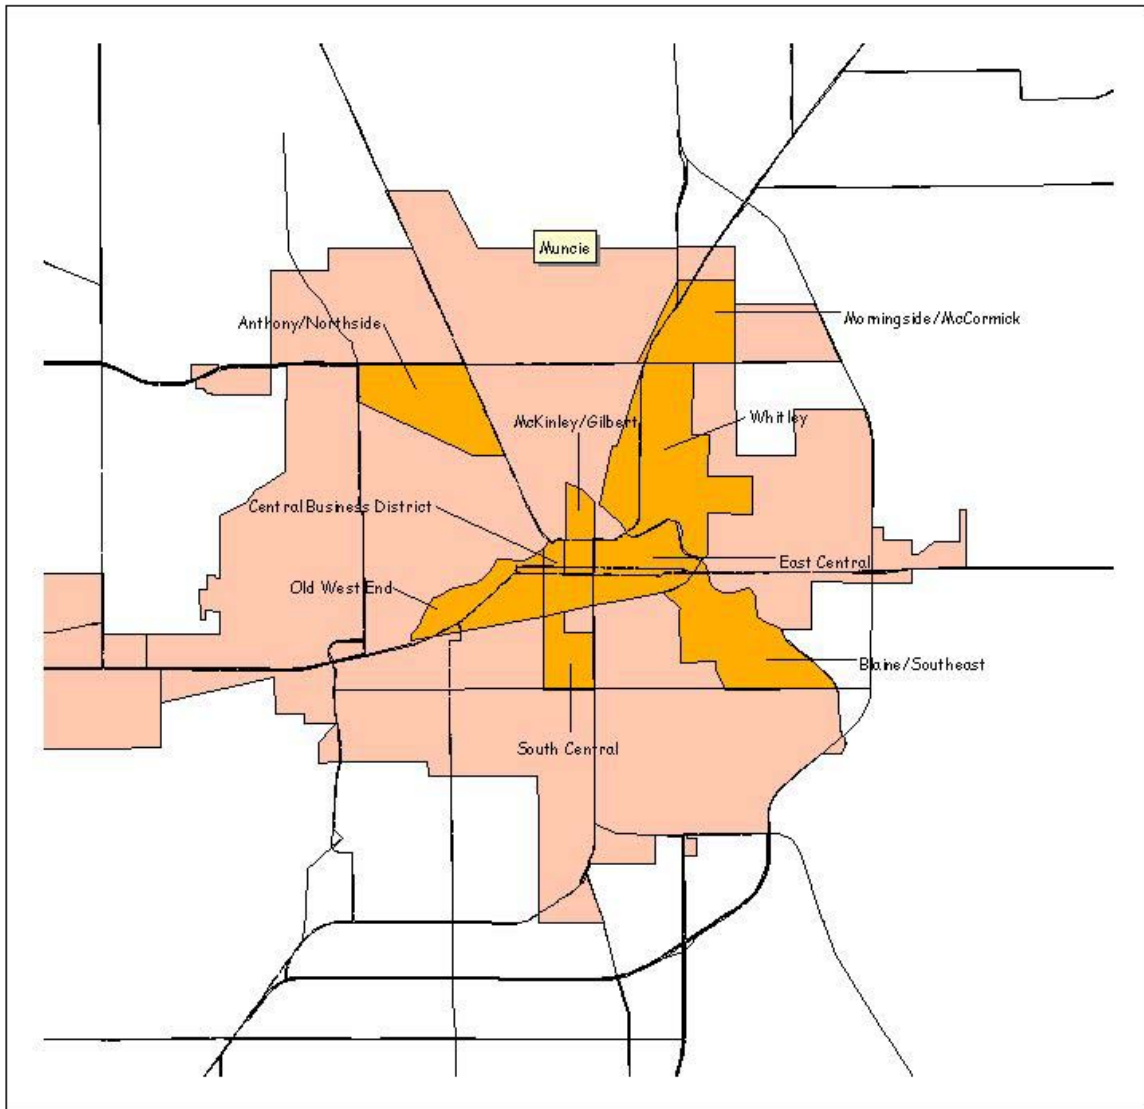 Muncie
Morningside/McCormick
Anthony/Northside
McKinley/Gilbert
Whitley
Central Business District
East Central
Old West End
Blaine/Southeast
South Central